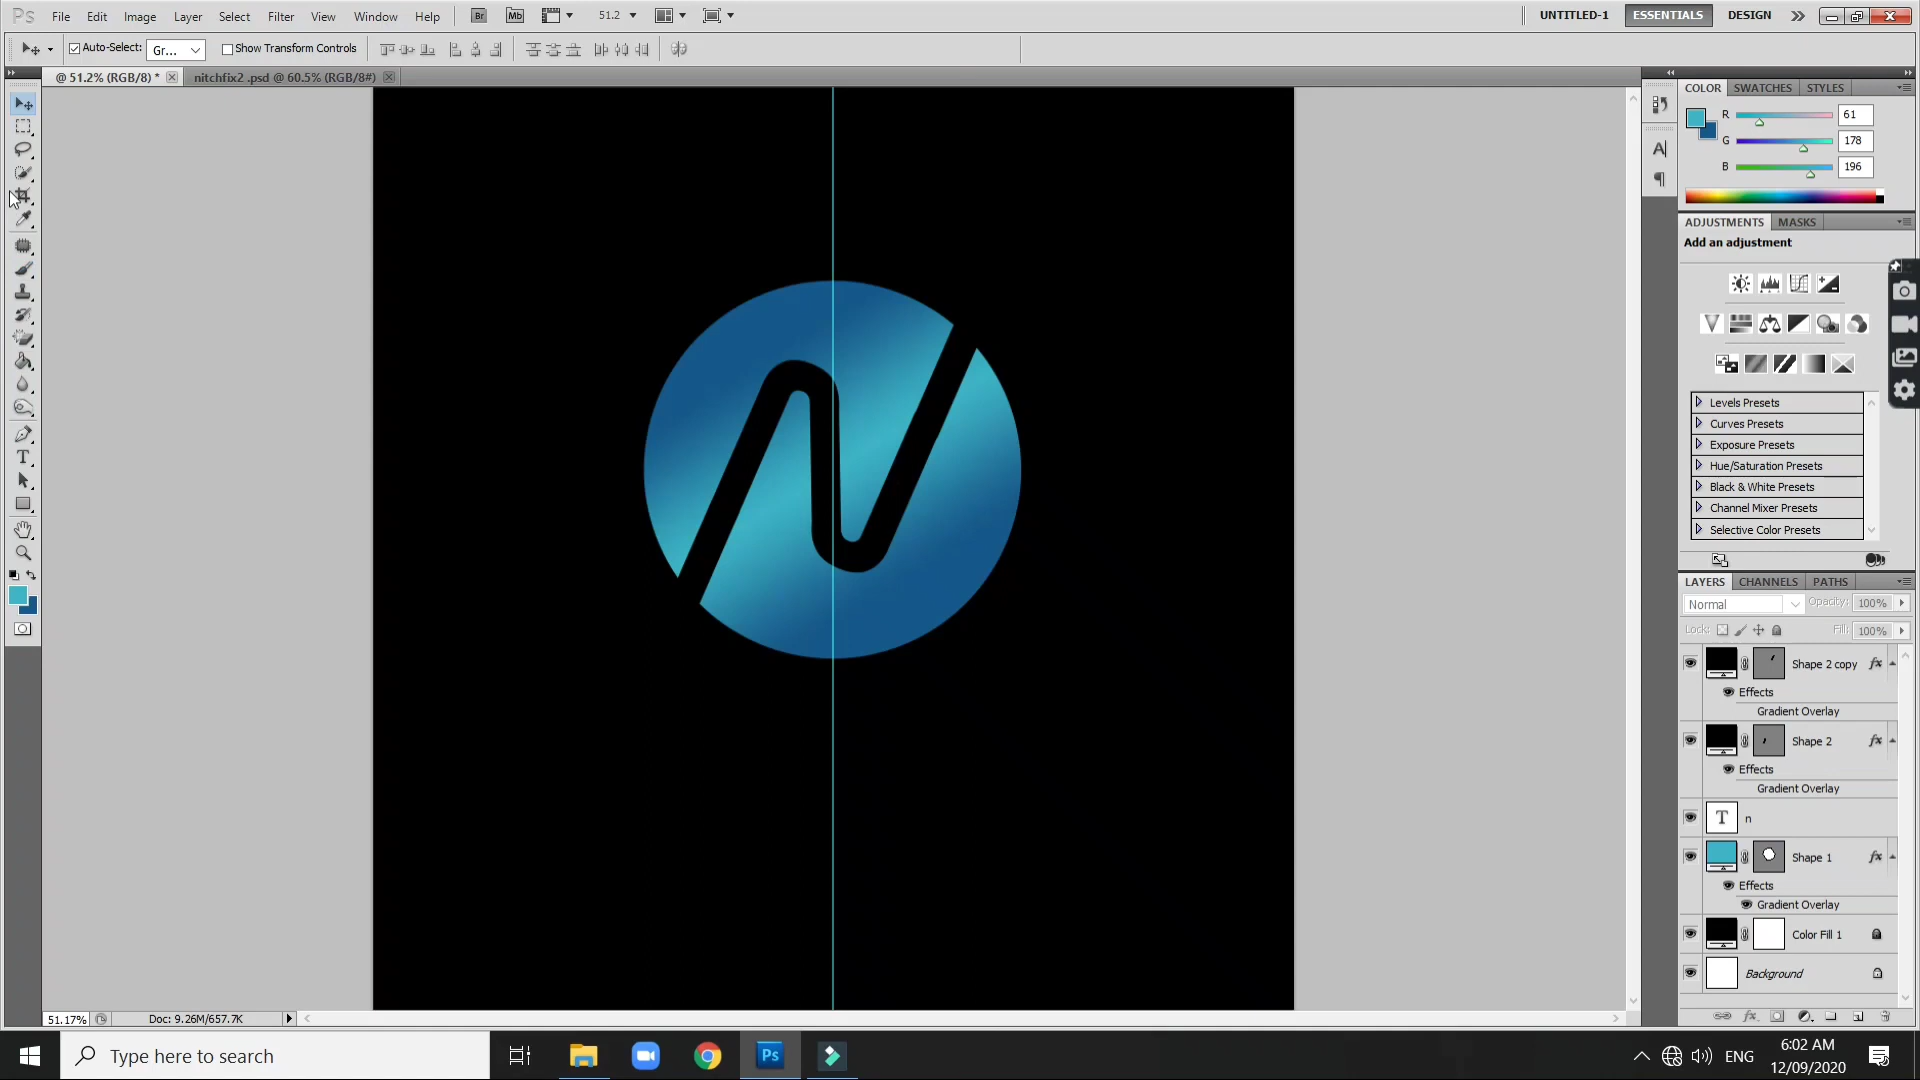 Ps File Edit Image Layer Select Filter View Window Help Br Mb 51.2 UNTITLED-1 ESSENTIALS DESIGN
Auto-Select: Gr... Show Transform Controls
@ 51.2% (RGB/8) * nitchfix2 .psd @ 60.5% (RGB/8#)
COLOR SWATCHES STYLES
R 61
G 178
B 196
ADJUSTMENTS MASKS
Add an adjustment
Levels Presets
Curves Presets
Exposure Presets
Hue/Saturation Presets
Black & White Presets
Channel Mixer Presets
Selective Color Presets
LAYERS CHANNELS PATHS
Normal Opacity: 100%
Lock: Fill: 100%
Shape 2 copy fx
Effects
Gradient Overlay
Shape 2 fx
Effects
Gradient Overlay
T n
Shape 1 fx
Effects
Gradient Overlay
Color Fill 1
Background
51.17% Doc: 9.26M/657.7K
Type here to search Ps ENG 6:02 AM
12/09/2020